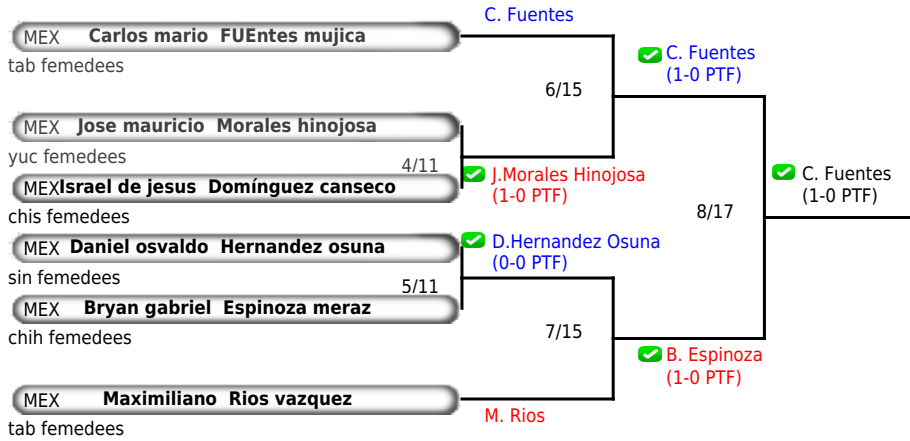 C. Fuentes
MEX Carlos mario FUEntes mujica
tab femedees
C. Fuentes
(1-0 PTF)
6/15
MEX Jose mauricio Morales hinojosa
yuc femedees
4/11
J.Morales Hinojosa
(1-0 PTF)
MEX Israel de jesus Domínguez canseco
chis femedees
C. Fuentes
(1-0 PTF)
8/17
MEX Daniel osvaldo Hernandez osuna
sin femedees
D.Hernandez Osuna
(0-0 PTF)
5/11
MEX Bryan gabriel Espinoza meraz
chih femedees
7/15
B. Espinoza
(1-0 PTF)
MEX Maximiliano Rios vazquez
tab femedees
M. Rios